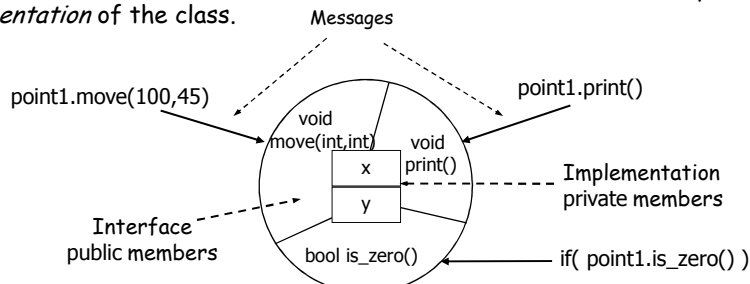 entation of the class.
Messages
point1.move(100,45)
point1.print()
void
move(int,int)
void
print()
x
y
Implementation
private members
Interface
public members
bool is_zero()
if( point1.is_zero() )